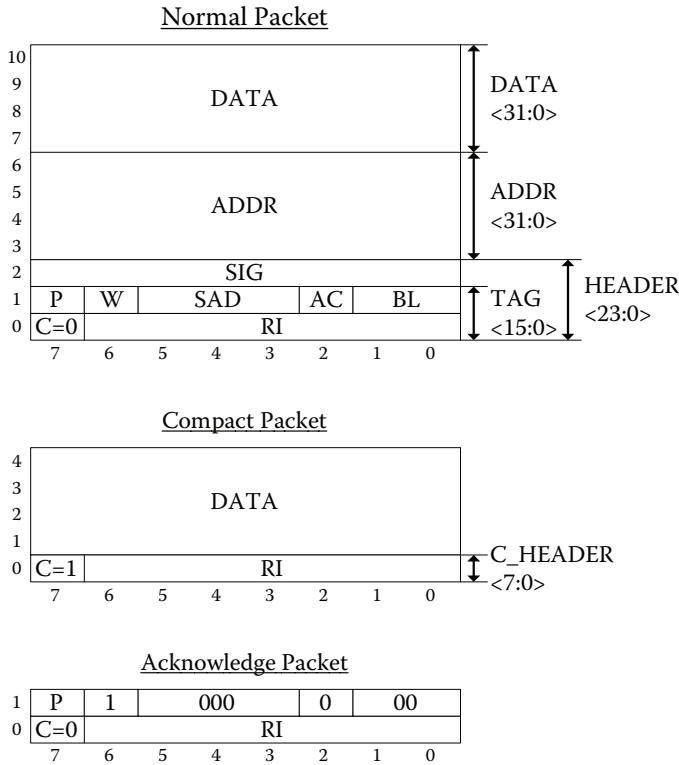 Normal Packet
10
9
8
7
DATA
DATA
<31:0>
6
5
4
3
ADDR
ADDR
<31:0>
2
SIG
1
P W SAD AC BL
0
C=0 RI
TAG
<15:0>
HEADER
<23:0>
7 6 5 4 3 2 1 0
Compact Packet
4
3
2
1
DATA
0
C=1 RI
C_HEADER
<7:0>
7 6 5 4 3 2 1 0
Acknowledge Packet
1 P 1 000 0 00
0 C=0 RI
7 6 5 4 3 2 1 0